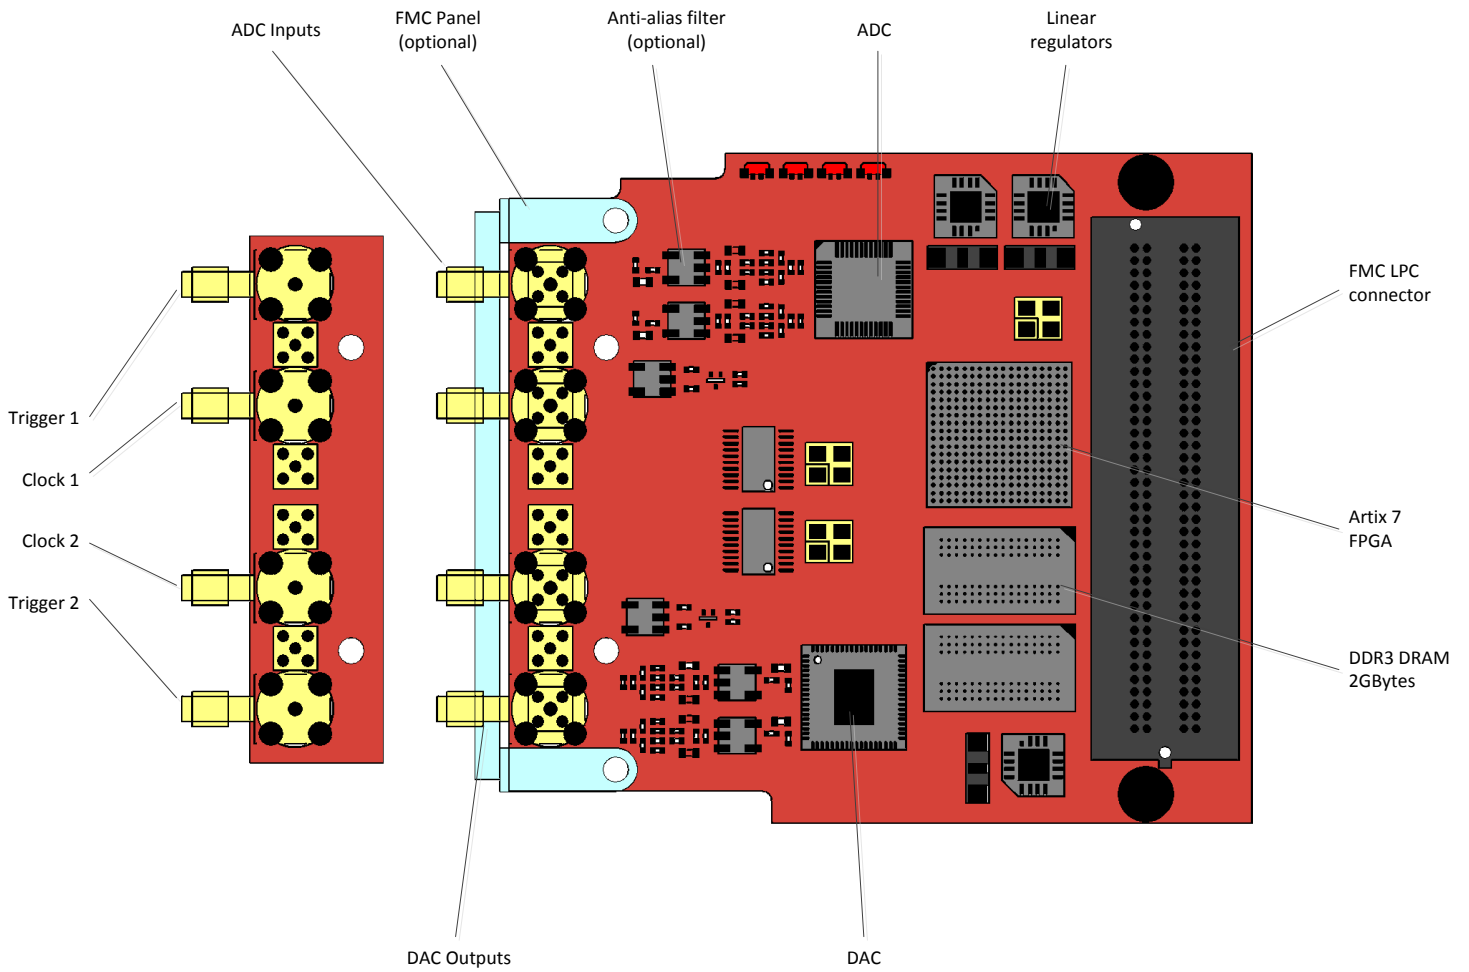 ADC Inputs
FMC Panel
(optional)
Anti-alias filter
(optional)
ADC
Linear
regulators
FMC LPC
connector
Trigger 1
Clock 1
Clock 2
Trigger 2
Artix 7
FPGA
DDR3 DRAM
2GBytes
DAC Outputs
DAC